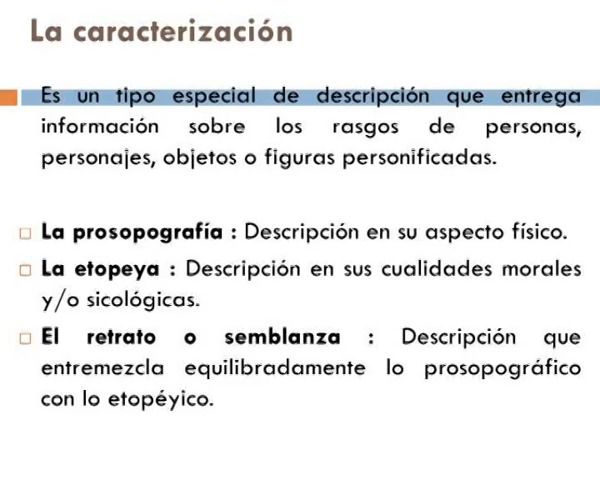 La caracterización
Es un tipo especial de descripción que entrega
información sobre los rasgos de personas,
personajes, objetos o figuras personificadas.
La prosopografía : Descripción en su aspecto físico.
La etopeya : Descripción en sus cualidades morales
y/o sicológicas.
El retrato o semblanza : Descripción que
entremezcla equilibradamente lo prosopográfico
con lo etopéyico.